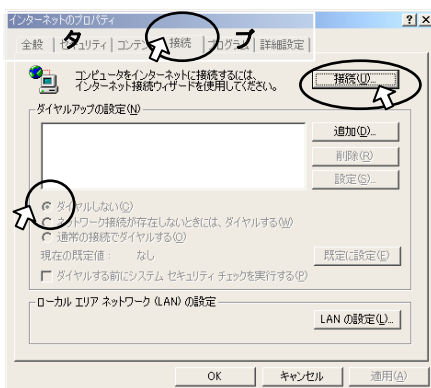 インターネットのプロパティ
タ ブ
全般 セキュリティ コンテンツ 接続 プログラム 詳細設定
コンピュータをインターネットに接続するには、
インターネット接続ウィザードを使用してください。
接続(U)...
ダイヤルアップの設定(N)
追加(D)...
削除(R)
設定(S)...
ダイヤルしない(C)
ネットワーク接続が存在しないときには、ダイヤルする(W)
通常の接続でダイヤルする(O)
現在の既定値: なし
既定に設定(E)
ダイヤルする前にシステム セキュリティ チェックを実行する(P)
ローカル エリア ネットワーク (LAN) の設定
LAN の設定(L)...
OK キャンセル 適用(A)